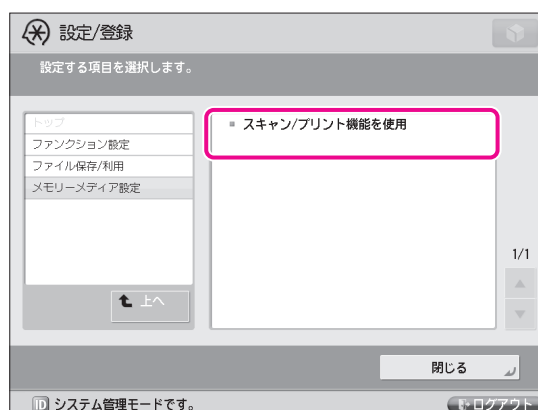 設定/登録
設定する項目を選択します。
トップ
ファンクション設定
ファイル保存/利用
メモリーメディア設定
上へ
スキャン/プリント機能を使用
1/1
閉じる
ID システム管理モードです。
ログアウト